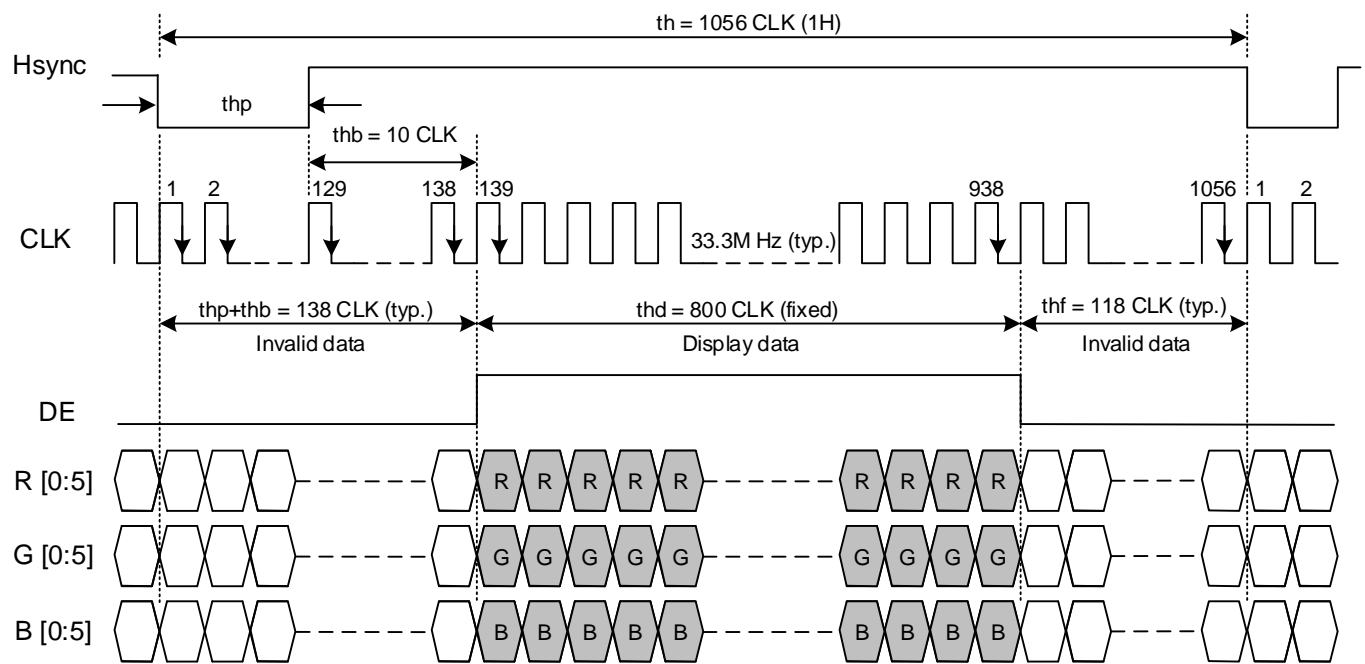 th = 1056 CLK (1H)
Hsync
thp
thb = 10 CLK
1 2 129 138 139 938 1056 1 2
CLK
33.3M Hz (typ.)
thp+thb = 138 CLK (typ.) thd = 800 CLK (fixed) thf = 118 CLK (typ.)
Invalid data Display data Invalid data
DE
R [0:5] R R R R R R R R R
G [0:5] G G G G G G G G G
B [0:5] B B B B B B B B B